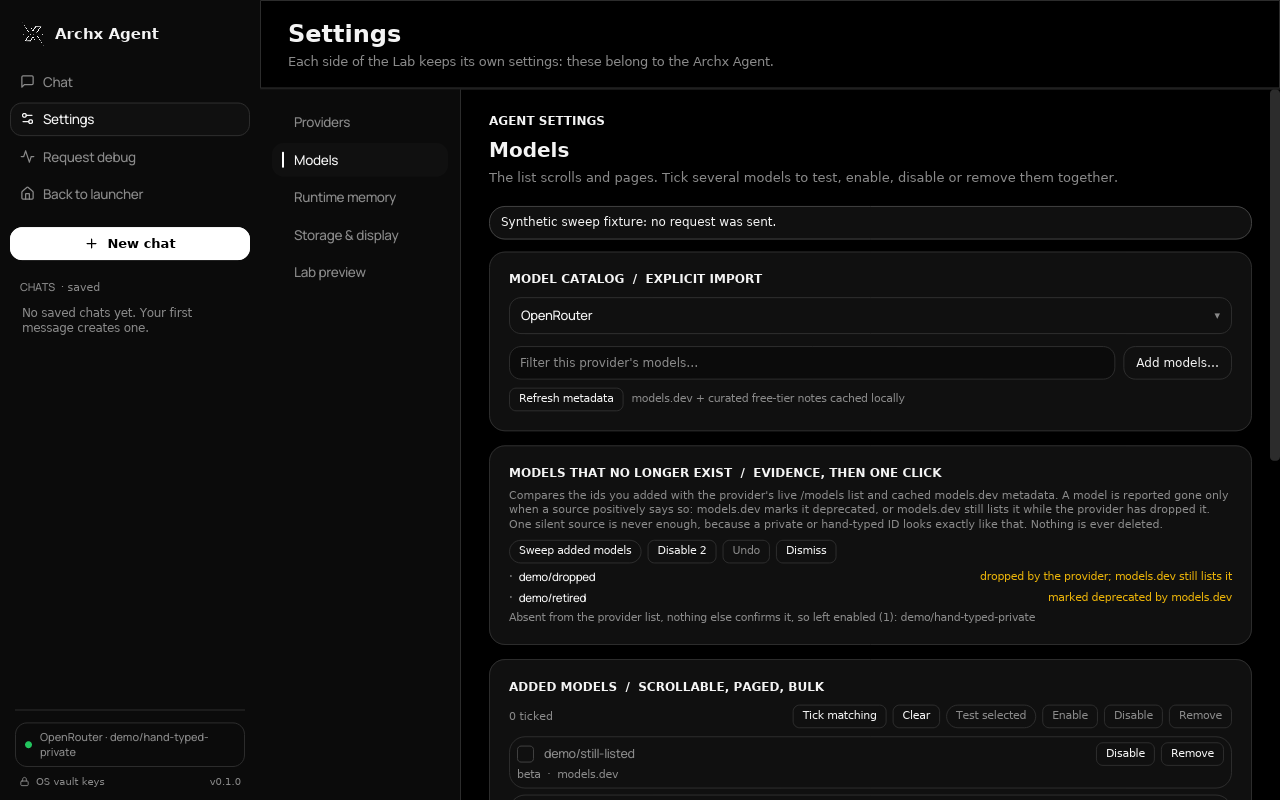 Archx Agent
Chat
Settings
Request debug
Back to launcher
+ New chat
CHATS · saved
No saved chats yet. Your first
message creates one.
OpenRouter · demo/hand-typed-
private
OS vault keys
v0.1.0
Settings
Each side of the Lab keeps its own settings: these belong to the Archx Agent.
Providers
Models
Runtime memory
Storage & display
Lab preview
AGENT SETTINGS
Models
The list scrolls and pages. Tick several models to test, enable, disable or remove them together.
Synthetic sweep fixture: no request was sent.
MODEL CATALOG / EXPLICIT IMPORT
OpenRouter
Filter this provider's models...
Add models...
Refresh metadata
models.dev + curated free-tier notes cached locally
MODELS THAT NO LONGER EXIST / EVIDENCE, THEN ONE CLICK
Compares the ids you added with the provider's live /models list and cached models.dev metadata. A model is reported gone only
when a source positively says so: models.dev marks it deprecated, or models.dev still lists it while the provider has dropped it.
One silent source is never enough, because a private or hand-typed ID looks exactly like that. Nothing is ever deleted.
Sweep added models
Disable 2
Undo
Dismiss
· demo/dropped
dropped by the provider; models.dev still lists it
· demo/retired
marked deprecated by models.dev
Absent from the provider list, nothing else confirms it, so left enabled (1): demo/hand-typed-private
ADDED MODELS / SCROLLABLE, PAGED, BULK
0 ticked
Tick matching
Clear
Test selected
Enable
Disable
Remove
demo/still-listed
Disable
Remove
beta · models.dev